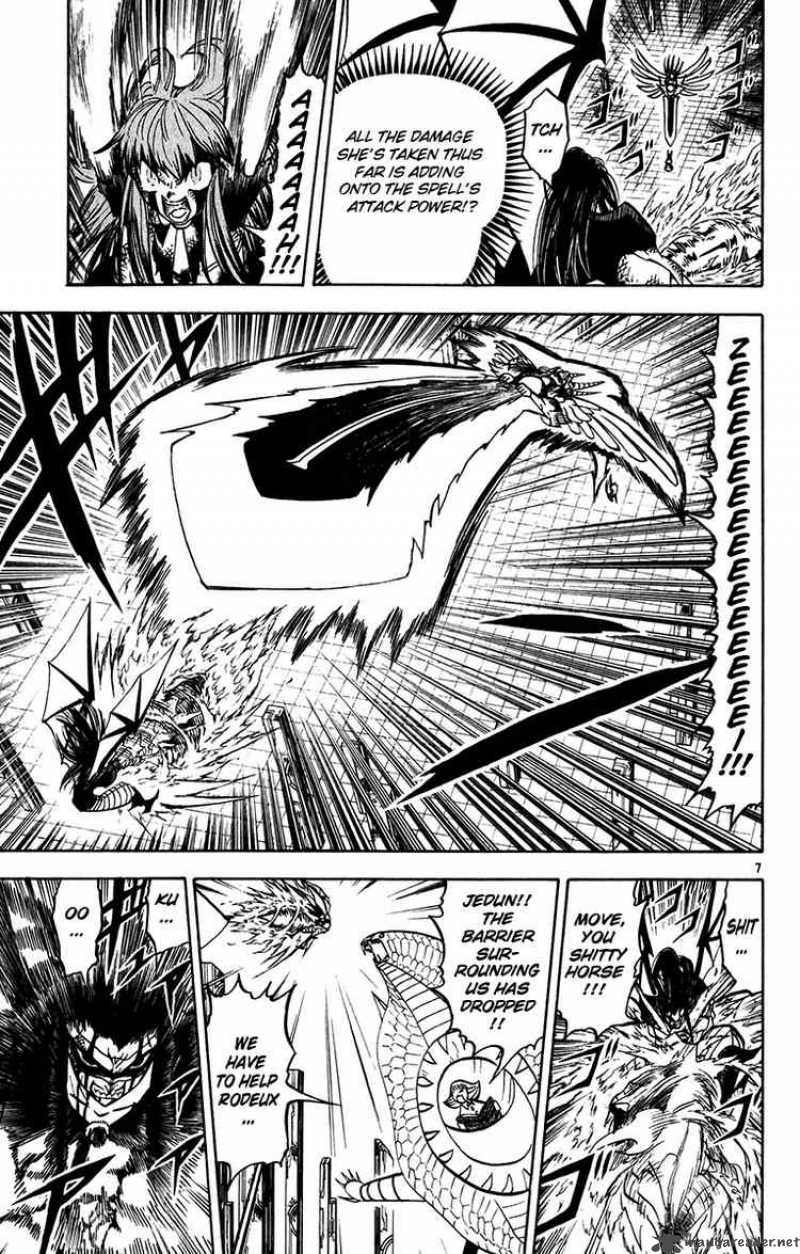 TCH
...
ALL THE DAMAGE
SHE'S TAKEN THUS
FAR IS ADDING
ONTO THE SPELL'S
ATTACK POWER!?
AAAAAAAH!!!
ZEEEEEEEEEEEEEEEEEI!!!
7
SHIT
...
MOVE,
YOU
SHITTY
HORSE
!!!
JEDUN!!
THE
BARRIER
SUR-
ROUNDING
US HAS
DROPPED
!!
WE
HAVE
TO HELP
RODEUX
...
KU
...
OO
...
mangareader.net